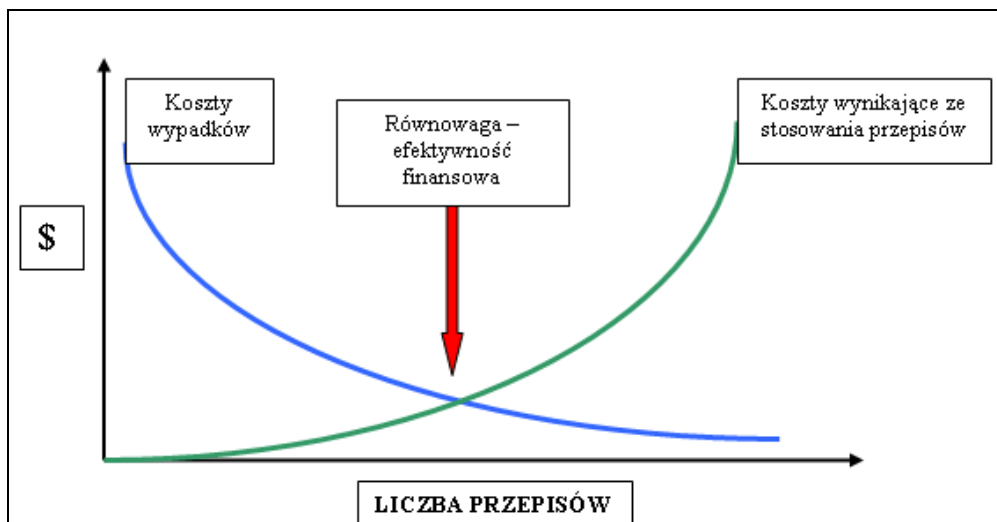 Koszty
wypadków
Równowaga –
efektywność
finansowa
Koszty wynikające ze
stosowania przepisów
$
LICZBA PRZEPISÓW